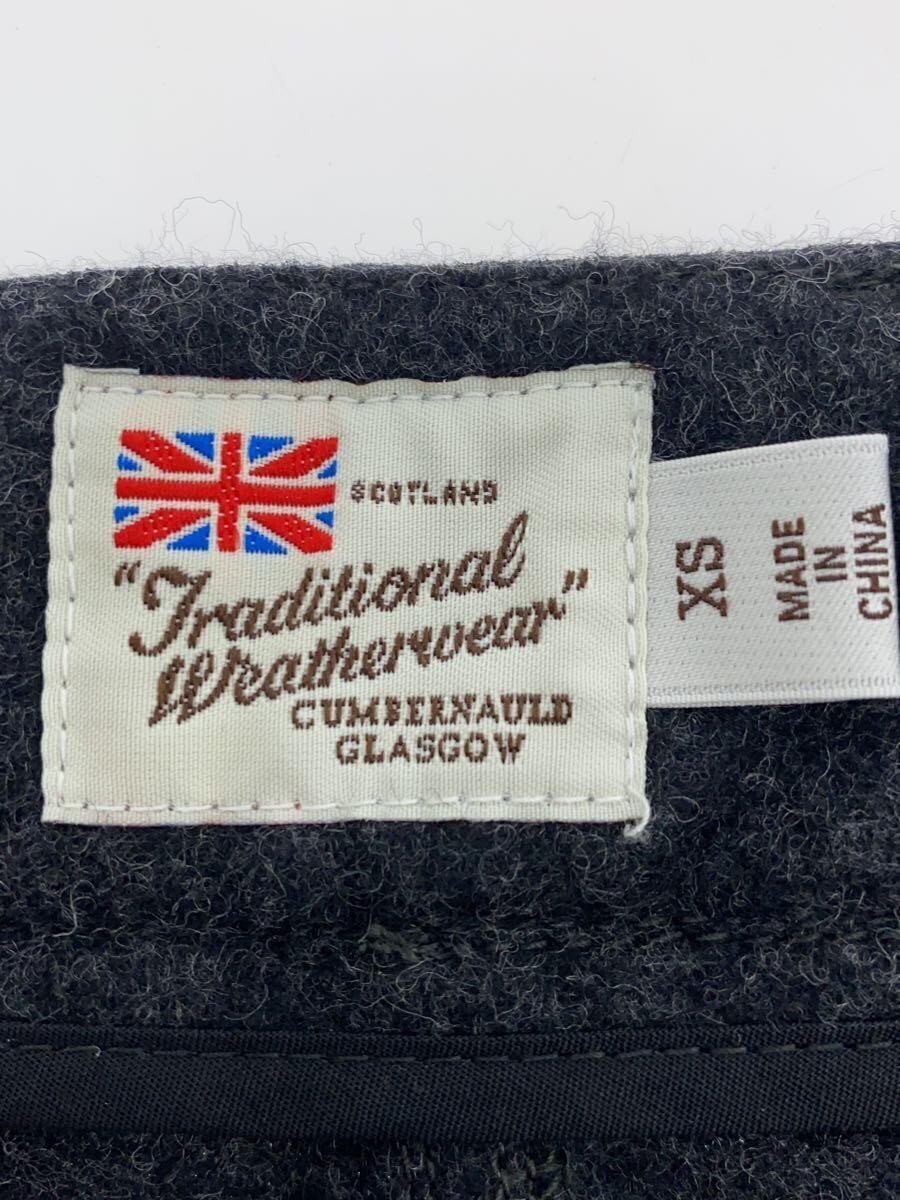 SCOTLAND
"Traditional
Weatherwear"
CUMBERNAULD
GLASGOW
XS
MADE
IN
CHINA